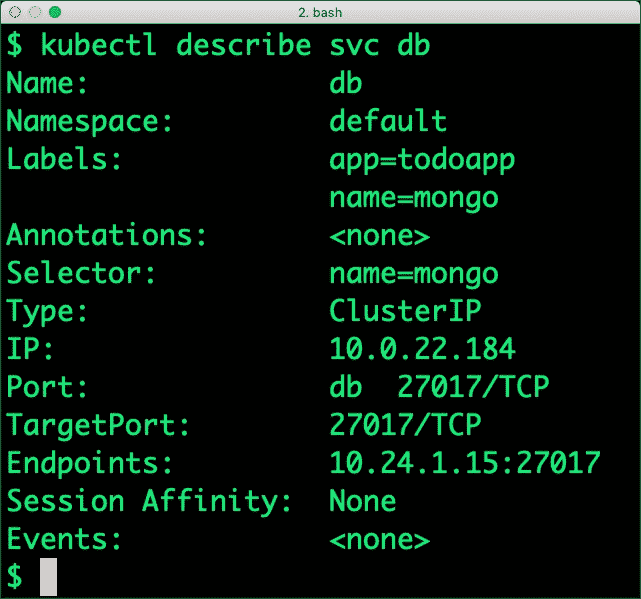 2. bash
$ kubectl describe svc db
Name: db
Namespace: default
Labels: app=todoapp
name=mongo
Annotations: <none>
Selector: name=mongo
Type: ClusterIP
IP: 10.0.22.184
Port: db 27017/TCP
TargetPort: 27017/TCP
Endpoints: 10.24.1.15:27017
Session Affinity: None
Events: <none>
$